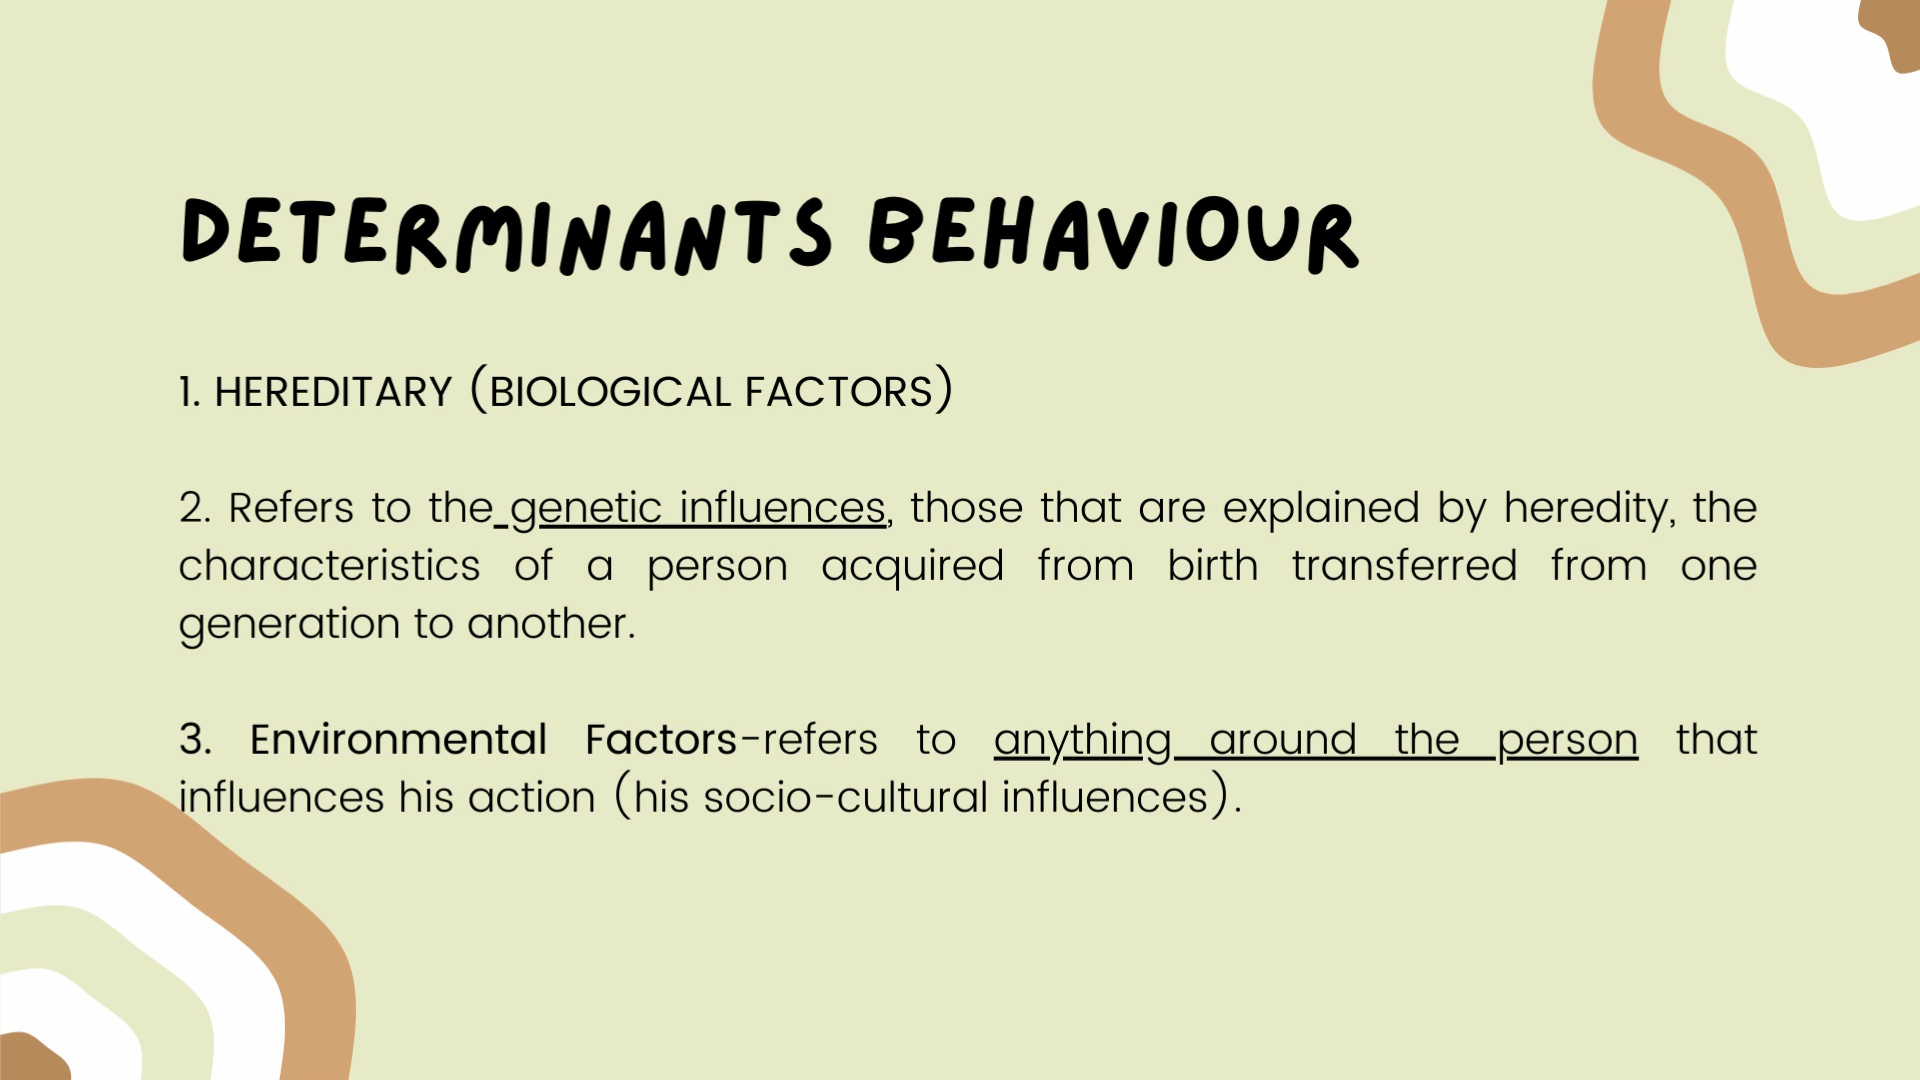 DETERMINANTS BEHAVIOUR
1. HEREDITARY (BIOLOGICAL FACTORS)
2. Refers to the genetic influences, those that are explained by heredity, the
characteristics of a person acquired from birth transferred from one
generation to another.
3. Environmental Factors-refers to anything around the person that
influences his action (his socio-cultural influences).